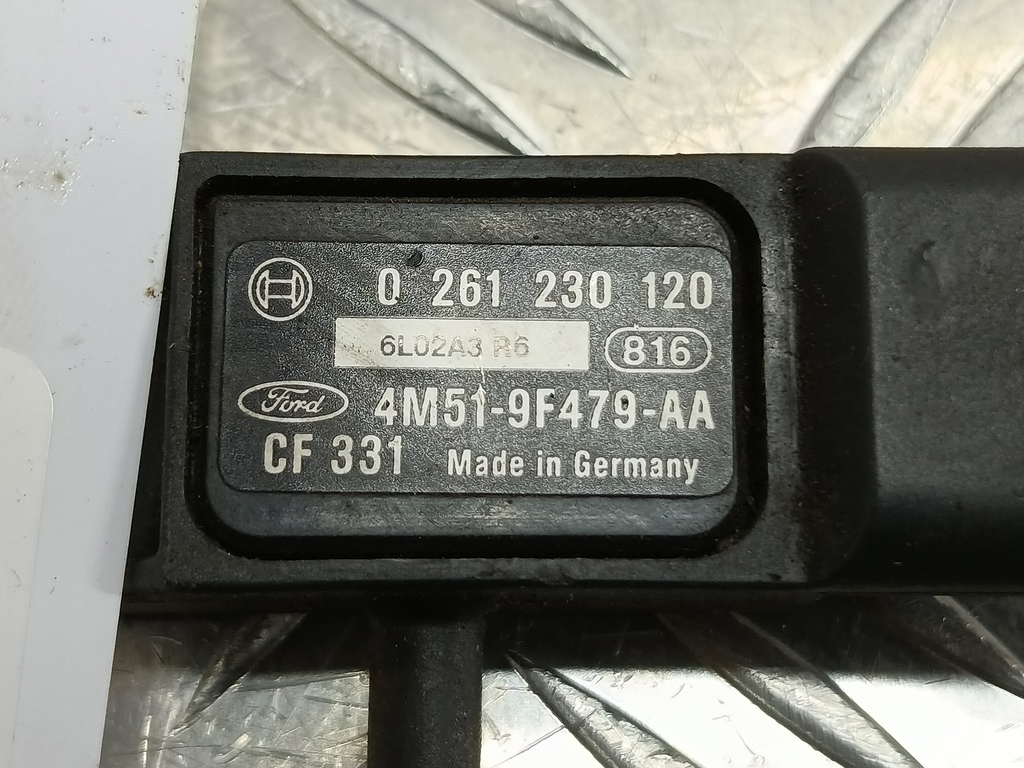 0 261 230 120
6L02A3 R6 816
Ford 4M51-9F479-AA
CF 331 Made in Germany